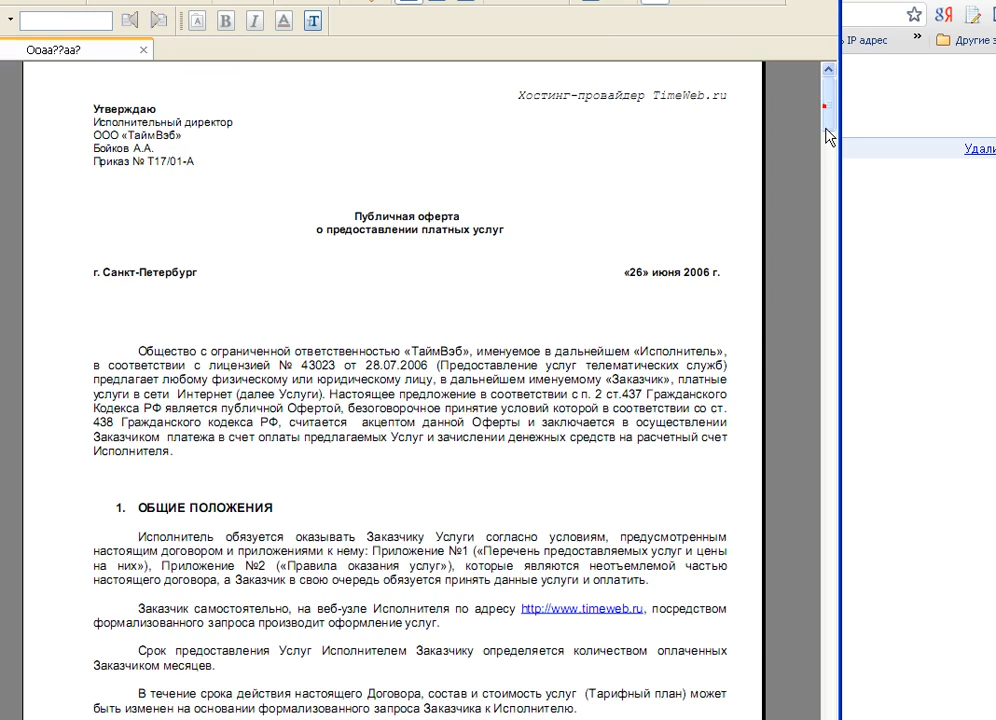 A
B
I
A
T
☆
8Я
IP адрес
»
Другие з
Ooaa??aa?
Хостинг-провайдер TimeWeb.ru
Утверждаю
Исполнительный директор
ООО «ТаймВэб»
Бойков А.А.
Приказ № Т17/01-А
Удали
Публичная оферта
о предоставлении платных услуг
г. Санкт-Петербург «26» июня 2006 г.
Общество с ограниченной ответственностью «ТаймВэб», именуемое в дальнейшем «Исполнитель»,
в соответствии с лицензией № 43023 от 28.07.2006 (Предоставление услуг телематических служб)
предлагает любому физическому или юридическому лицу, в дальнейшем именуемому «Заказчик», платные
услуги в сети Интернет (далее Услуги). Настоящее предложение в соответствии с п. 2 ст.437 Гражданского
Кодекса РФ является публичной Офертой, безоговорочное принятие условий которой в соответствии со ст.
438 Гражданского кодекса РФ, считается акцептом данной Оферты и заключается в осуществлении
Заказчиком платежа в счет оплаты предлагаемых Услуг и зачислении денежных средств на расчетный счет
Исполнителя.
1. ОБЩИЕ ПОЛОЖЕНИЯ
Исполнитель обязуется оказывать Заказчику Услуги согласно условиям, предусмотренным
настоящим договором и приложениями к нему: Приложение №1 («Перечень предоставляемых услуг и цены
на них»), Приложение №2 («Правила оказания услуг»), которые являются неотъемлемой частью
настоящего договора, а Заказчик в свою очередь обязуется принять данные услуги и оплатить.
Заказчик самостоятельно, на веб-узле Исполнителя по адресу http://www.timeweb.ru, посредством
формализованного запроса производит оформление услуг.
Срок предоставления Услуг Исполнителем Заказчику определяется количеством оплаченных
Заказчиком месяцев.
В течение срока действия настоящего Договора, состав и стоимость услуг (Тарифный план) может
быть изменен на основании формализованного запроса Заказчика к Исполнителю.